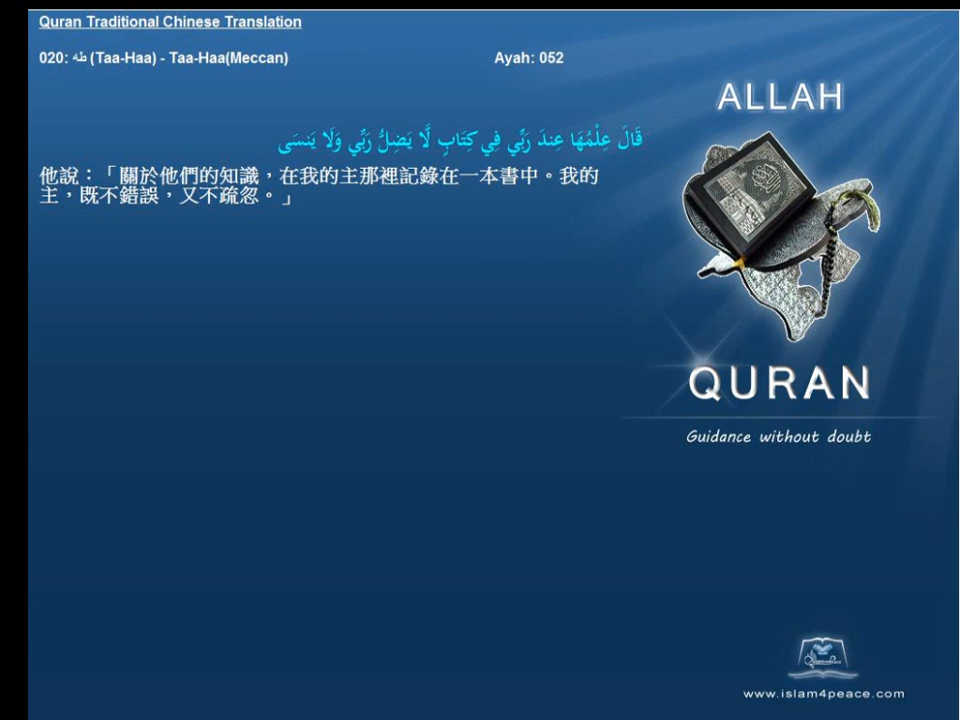 Quran Traditional Chinese Translation
020: طه (Taa-Haa) - Taa-Haa(Meccan) Ayah: 052
قَالَ عِلْمُهَا عِندَ رَبِّي فِي كِتَابٍ لَّا يَضِلُّ رَبِّي وَلَا يَنسَى
他說：「關於他們的知識，在我的主那裡記錄在一本書中。我的
主，既不錯誤，又不疏忽。」
ALLAH
QURAN
Guidance without doubt
www.islam4peace.com